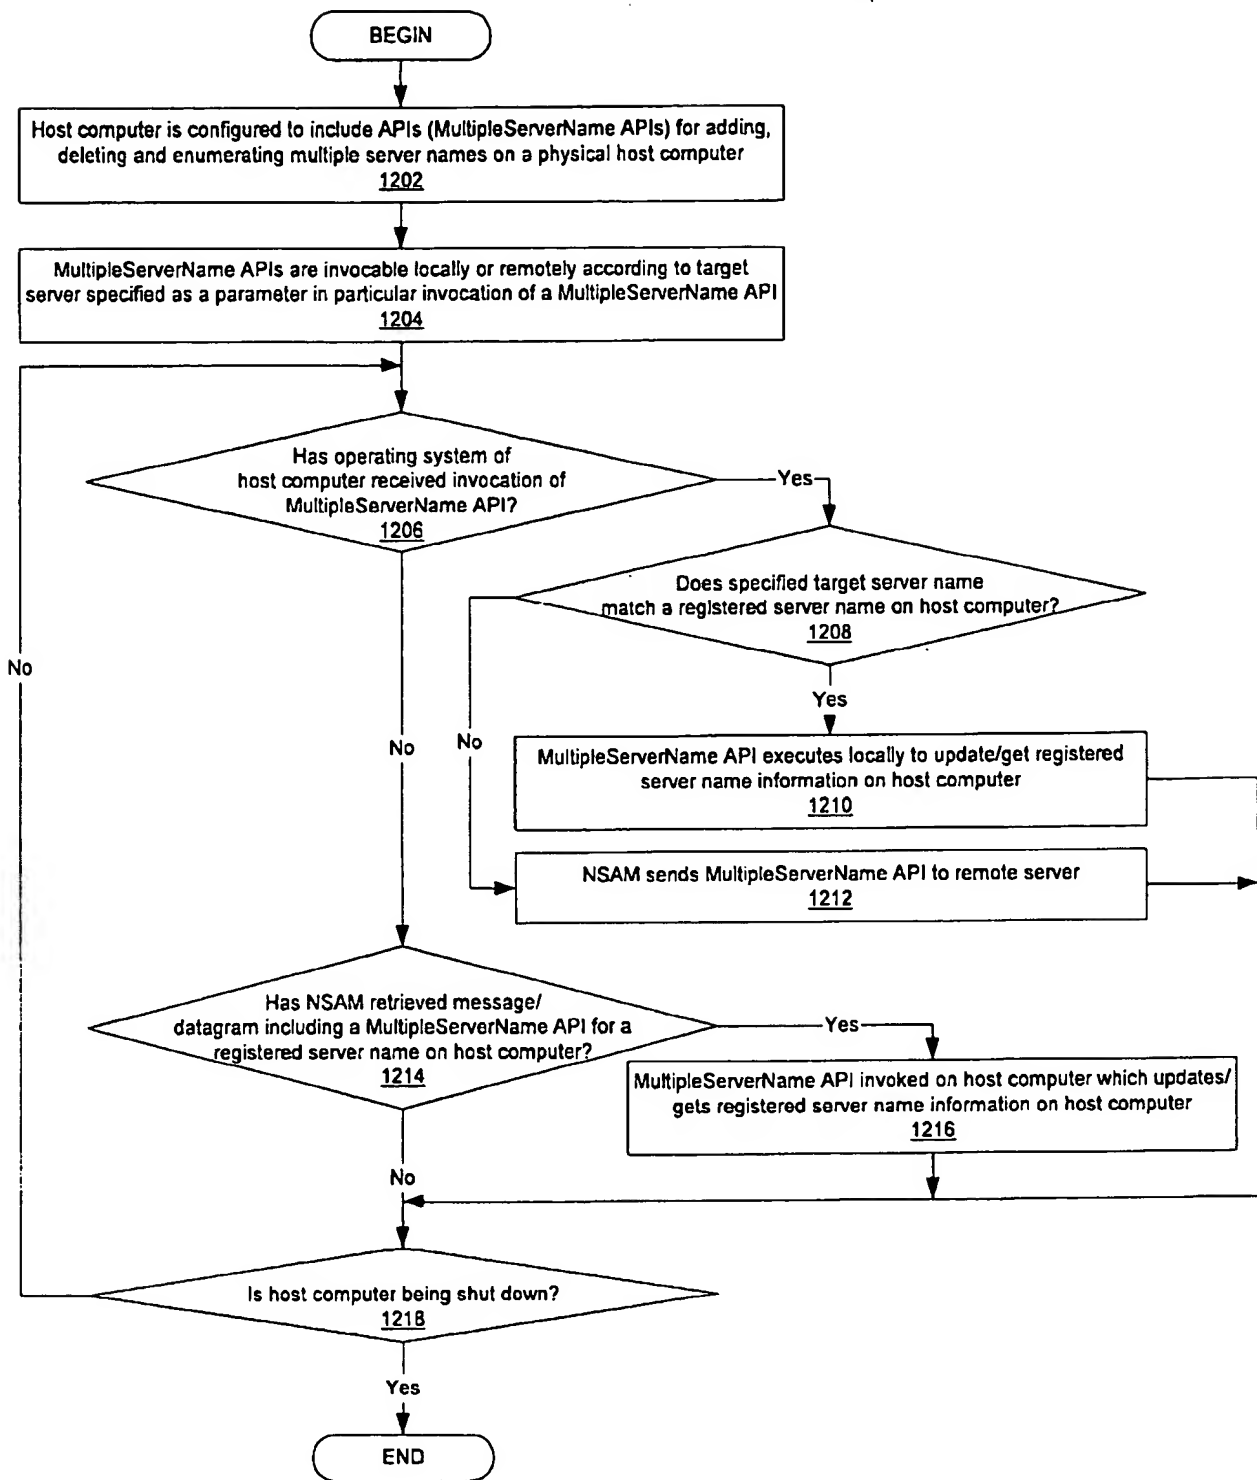 BEGIN
Host computer is configured to include APIs (MultipleServerName APIs) for adding,
deleting and enumerating multiple server names on a physical host computer
1202
MultipleServerName APIs are invocable locally or remotely according to target
server specified as a parameter in particular invocation of a MultipleServerName API
1204
Has operating system of
host computer received invocation of
MultipleServerName API?
1206
Yes
Does specified target server name
match a registered server name on host computer?
1208
No
Yes
No
No
MultipleServerName API executes locally to update/get registered
server name information on host computer
1210
NSAM sends MultipleServerName API to remote server
1212
Has NSAM retrieved message/
datagram including a MultipleServerName API for a
registered server name on host computer?
1214
Yes
MultipleServerName API invoked on host computer which updates/
gets registered server name information on host computer
1216
No
Is host computer being shut down?
1218
Yes
END